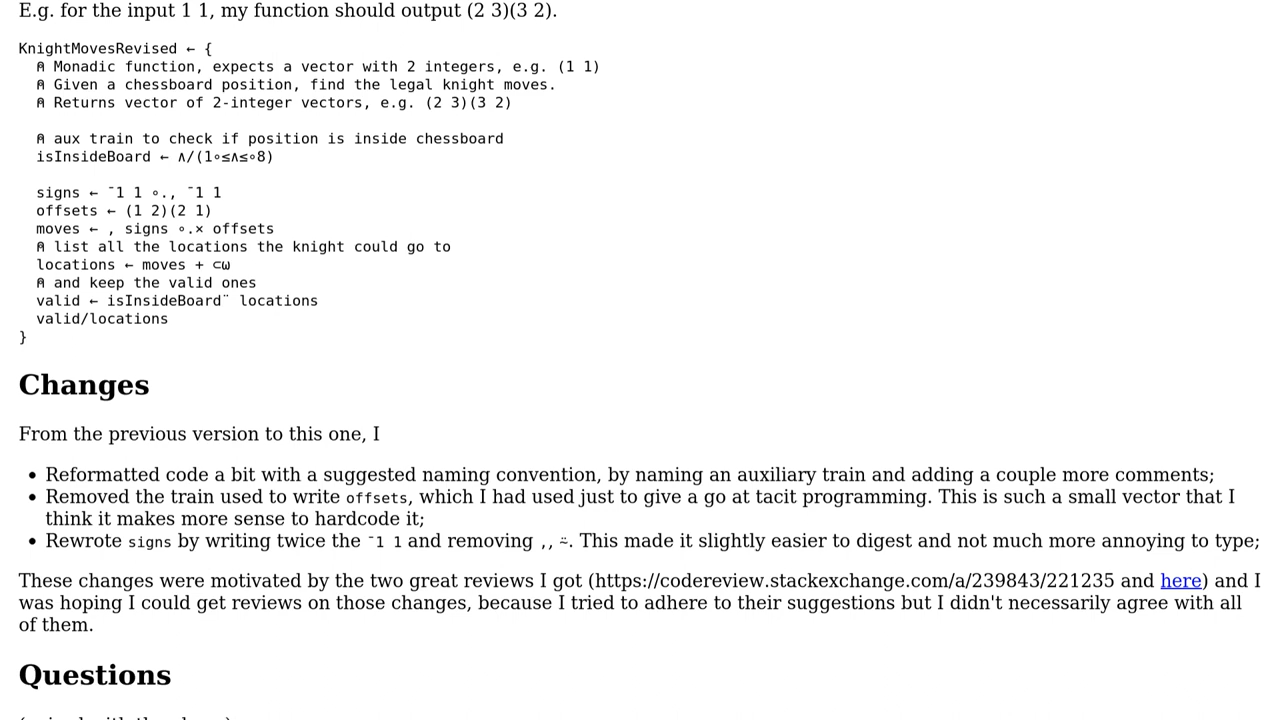 E.g. for the input 1 1, my function should output (2 3)(3 2).
KnightMovesRevised ← {
⍝ Monadic function, expects a vector with 2 integers, e.g. (1 1)
⍝ Given a chessboard position, find the legal knight moves.
⍝ Returns vector of 2-integer vectors, e.g. (2 3)(3 2)
⍝ aux train to check if position is inside chessboard
isInsideBoard ← ∧/(1∘≤∧≤∘8)
signs ← ¯1 1 ∘., ¯1 1
offsets ← (1 2)(2 1)
moves ← , signs ∘.× offsets
⍝ list all the locations the knight could go to
locations ← moves + ⊂⍵
⍝ and keep the valid ones
valid ← isInsideBoard¨ locations
valid/locations
}
Changes
From the previous version to this one, I
• Reformatted code a bit with a suggested naming convention, by naming an auxiliary train and adding a couple more comments;
• Removed the train used to write offsets, which I had used just to give a go at tacit programming. This is such a small vector that I
think it makes more sense to hardcode it;
• Rewrote signs by writing twice the ¯1 1 and removing ,, ⍨. This made it slightly easier to digest and not much more annoying to type;
These changes were motivated by the two great reviews I got (https://codereview.stackexchange.com/a/239843/221235 and here) and I
was hoping I could get reviews on those changes, because I tried to adhere to their suggestions but I didn't necessarily agree with all
of them.
Questions